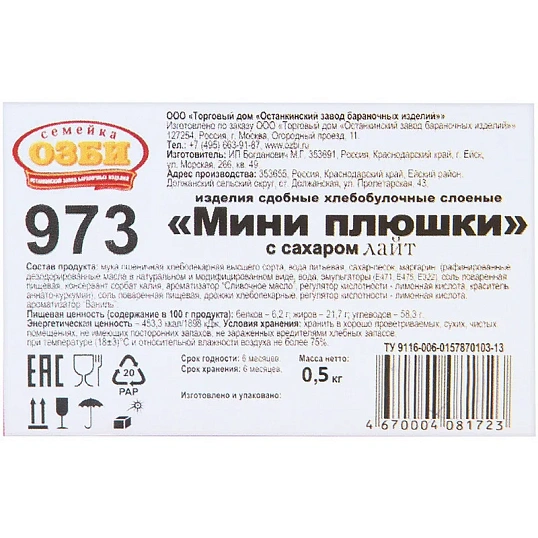 ООО «Торговый дом «Останкинский завод бараночных изделии»»
Изготовлено по заказу ООО «Торговый дом «Останкинский завод бараночных изделий»»
127254, Россия, г. Москва, Огородный проезд, 11.
Тел.: +7 (495) 663-91-87, www.ozbi.ru
Изготовитель: ИП Богданович М.Г. 353691, Россия, Краснодарский край, г. Ейск,
ул. Морская, 266, кв. 49.
Адрес производства: 353655, Россия, Краснодарский край, Ейский район,
Должанский сельский округ, ст. Должанская, ул. Пролетарская, 43.
семейка
ОЗБИ
ОСТАНКИНСКИЙ ЗАВОД БАРАНОЧНЫХ ИЗДЕЛИЙ
973
изделия сдобные хлебобулочные слоеные
«Мини плюшки»
с сахаром лайт
Состав продукта: мука пшеничная хлебопекарная высшего сорта, вода питьевая, сахар-песок, маргарин (рафинированные
дезодорированные масла в натуральном и модифицированном виде, вода, эмульгаторы (Е471, Е475, Е322), соль поваренная
пищевая, консервант сорбат калия, ароматизатор "Сливочное масло", регулятор кислотности - лимонная кислота, краситель
аннато-куркумин), соль поваренная пищевая, дрожжи хлебопекарные, регулятор кислотности - лимонная кислота,
ароматизатор "Ваниль".
Пищевая ценность (содержание в 100 г продукта): белков – 6,2 г; жиров – 21,7 г; углеводов – 58,3 г.
Энергетическая ценность – 453,3 ккал/1898 кДж. Условия хранения: хранить в хорошо проветриваемых, сухих, чистых
помещениях, не имеющих посторонних запахов, не зараженных вредителями хлебных запасов
при температуре (18±3)°С и относительной влажности воздуха не более 75%.
ТУ 9116-006-0157870103-13
EAC
20
PAP
Срок годности: 6 месяцев.
Срок хранения: 6 месяцев.
Масса нетто:
0,5 кг
Изготовлено и упаковано:
4 670004 081723